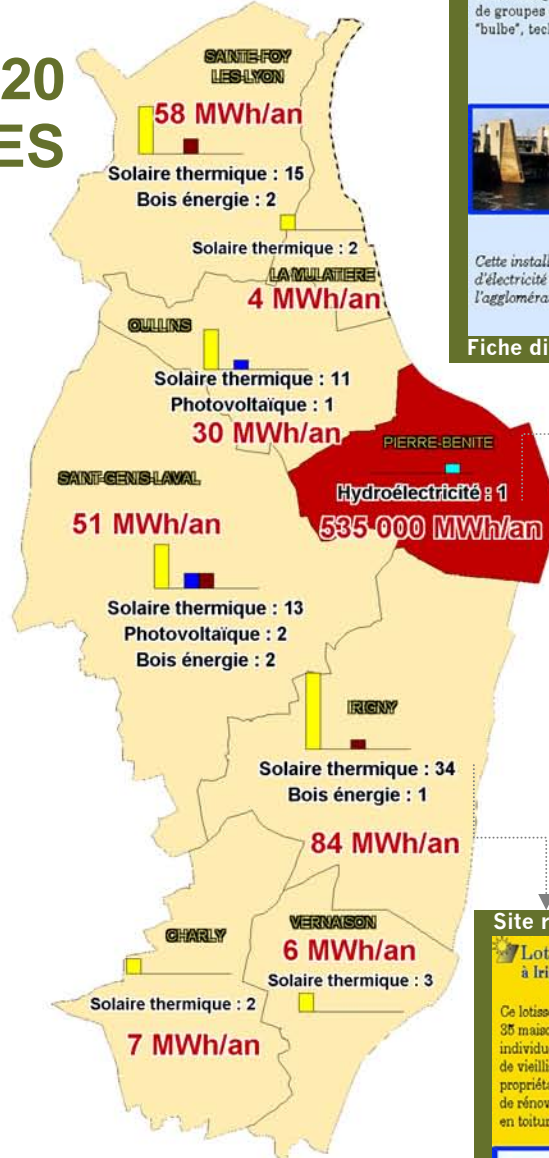 20
ES
SAINTE-FOY
LES-LYON
58 MWh/an
Solaire thermique : 15
Bois énergie : 2
Solaire thermique : 2
LA MULATIERE
4 MWh/an
OULLINS
Solaire thermique : 11
Photovoltaïque : 1
30 MWh/an
PIERRE-BENITE
Hydroélectricité : 1
535 000 MWh/an
SAINT-GENIS-LAVAL
51 MWh/an
Solaire thermique : 13
Photovoltaïque : 2
Bois énergie : 2
IRIGNY
Solaire thermique : 34
Bois énergie : 1
84 MWh/an
CHARLY
Solaire thermique : 2
7 MWh/an
VERNAISON
6 MWh/an
Solaire thermique : 3
de groupes
"bulbe", tec
Cette install
d'électricité
l'aggloméra
Fiche di
Site r
Lot
à Iri
Ce lotiss
35 maiso
individu
de vieilli
propriéta
de rénov
en toitur